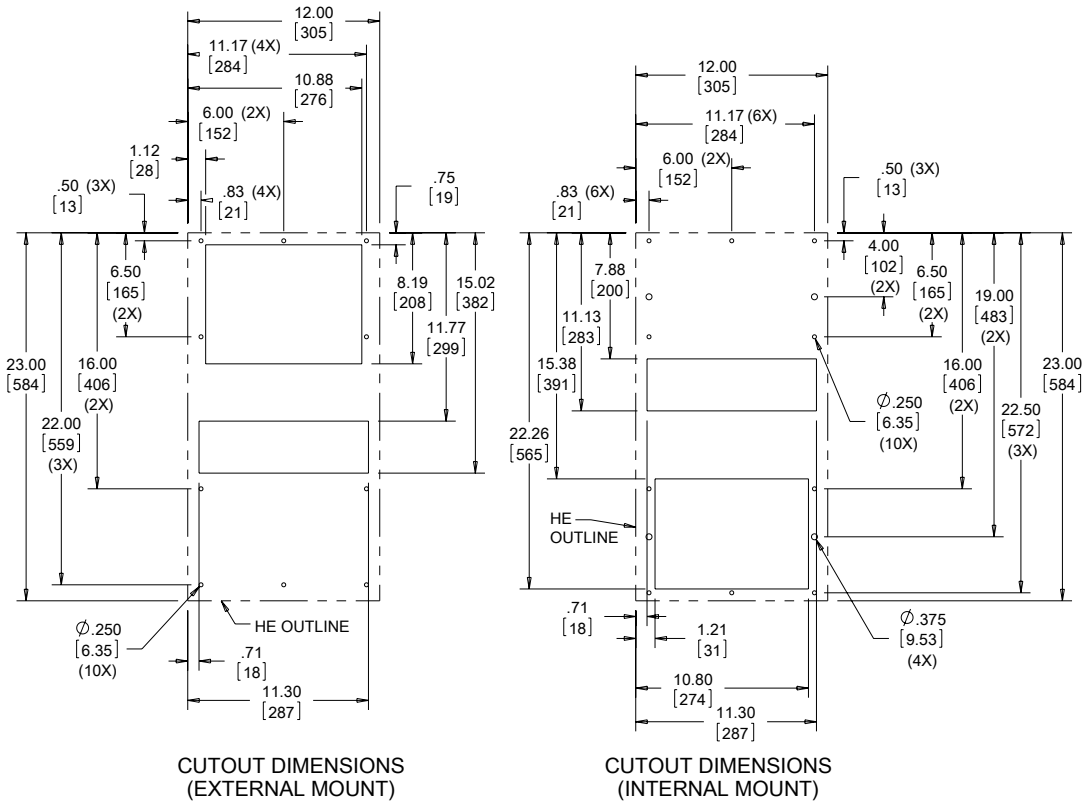 12.00
[305]
11.17 (4X)
[284]
10.88
[276]
6.00 (2X)
[152]
1.12
[28]
.50 (3X)
[13]
.83 (4X)
[21]
.75
[19]
6.50
[165]
(2X)
8.19
[208]
15.02
[382]
11.77
[299]
23.00
[584]
16.00
[406]
(2X)
22.00
[559]
(3X)
Ø.250
[6.35]
(10X)
HE OUTLINE
.71
[18]
11.30
[287]
CUTOUT DIMENSIONS
(EXTERNAL MOUNT)
12.00
[305]
11.17 (6X)
[284]
6.00 (2X)
[152]
.83 (6X)
[21]
.50 (3X)
[13]
7.88
[200]
4.00
[102]
(2X)
6.50
[165]
(2X)
11.13
[283]
19.00
[483]
(2X)
15.38
[391]
16.00
[406]
(2X)
23.00
[584]
Ø.250
[6.35]
(10X)
22.50
[572]
(3X)
22.26
[565]
HE
OUTLINE
.71
[18]
1.21
[31]
Ø.375
[9.53]
(4X)
10.80
[274]
11.30
[287]
CUTOUT DIMENSIONS
(INTERNAL MOUNT)